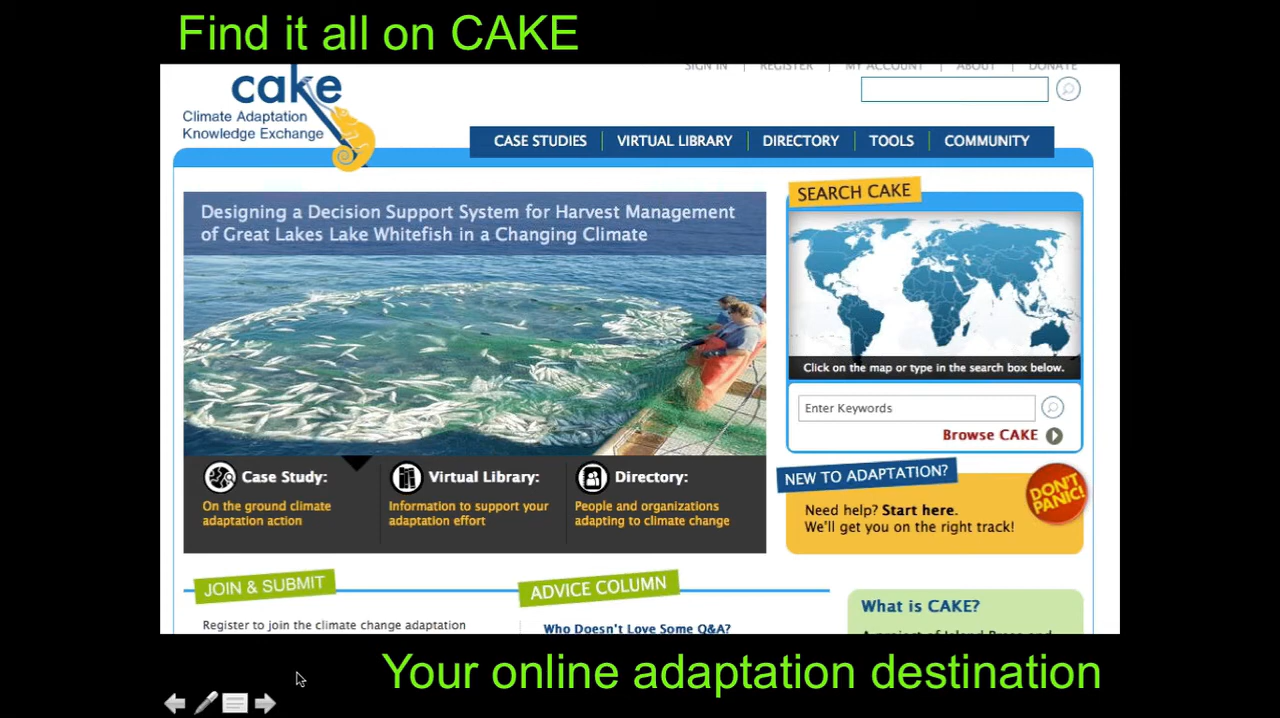 Find it all on CAKE
SIGN IN | REGISTER | MY ACCOUNT | ABOUT | DONATE
cake
Climate Adaptation
Knowledge Exchange
CASE STUDIES
VIRTUAL LIBRARY
DIRECTORY
TOOLS
COMMUNITY
Designing a Decision Support System for Harvest Management
of Great Lakes Lake Whitefish in a Changing Climate
SEARCH CAKE
Click on the map or type in the search box below.
Enter Keywords
Browse CAKE
Case Study:
On the ground climate
adaptation action
Virtual Library:
Information to support your
adaptation effort
Directory:
People and organizations
adapting to climate change
NEW TO ADAPTATION?
DON'T
PANIC!
Need help? Start here.
We'll get you on the right track!
JOIN & SUBMIT
Register to join the climate change adaptation
ADVICE COLUMN
Who Doesn't Love Some Q&A?
What is CAKE?
A project of Island Press and
Your online adaptation destination